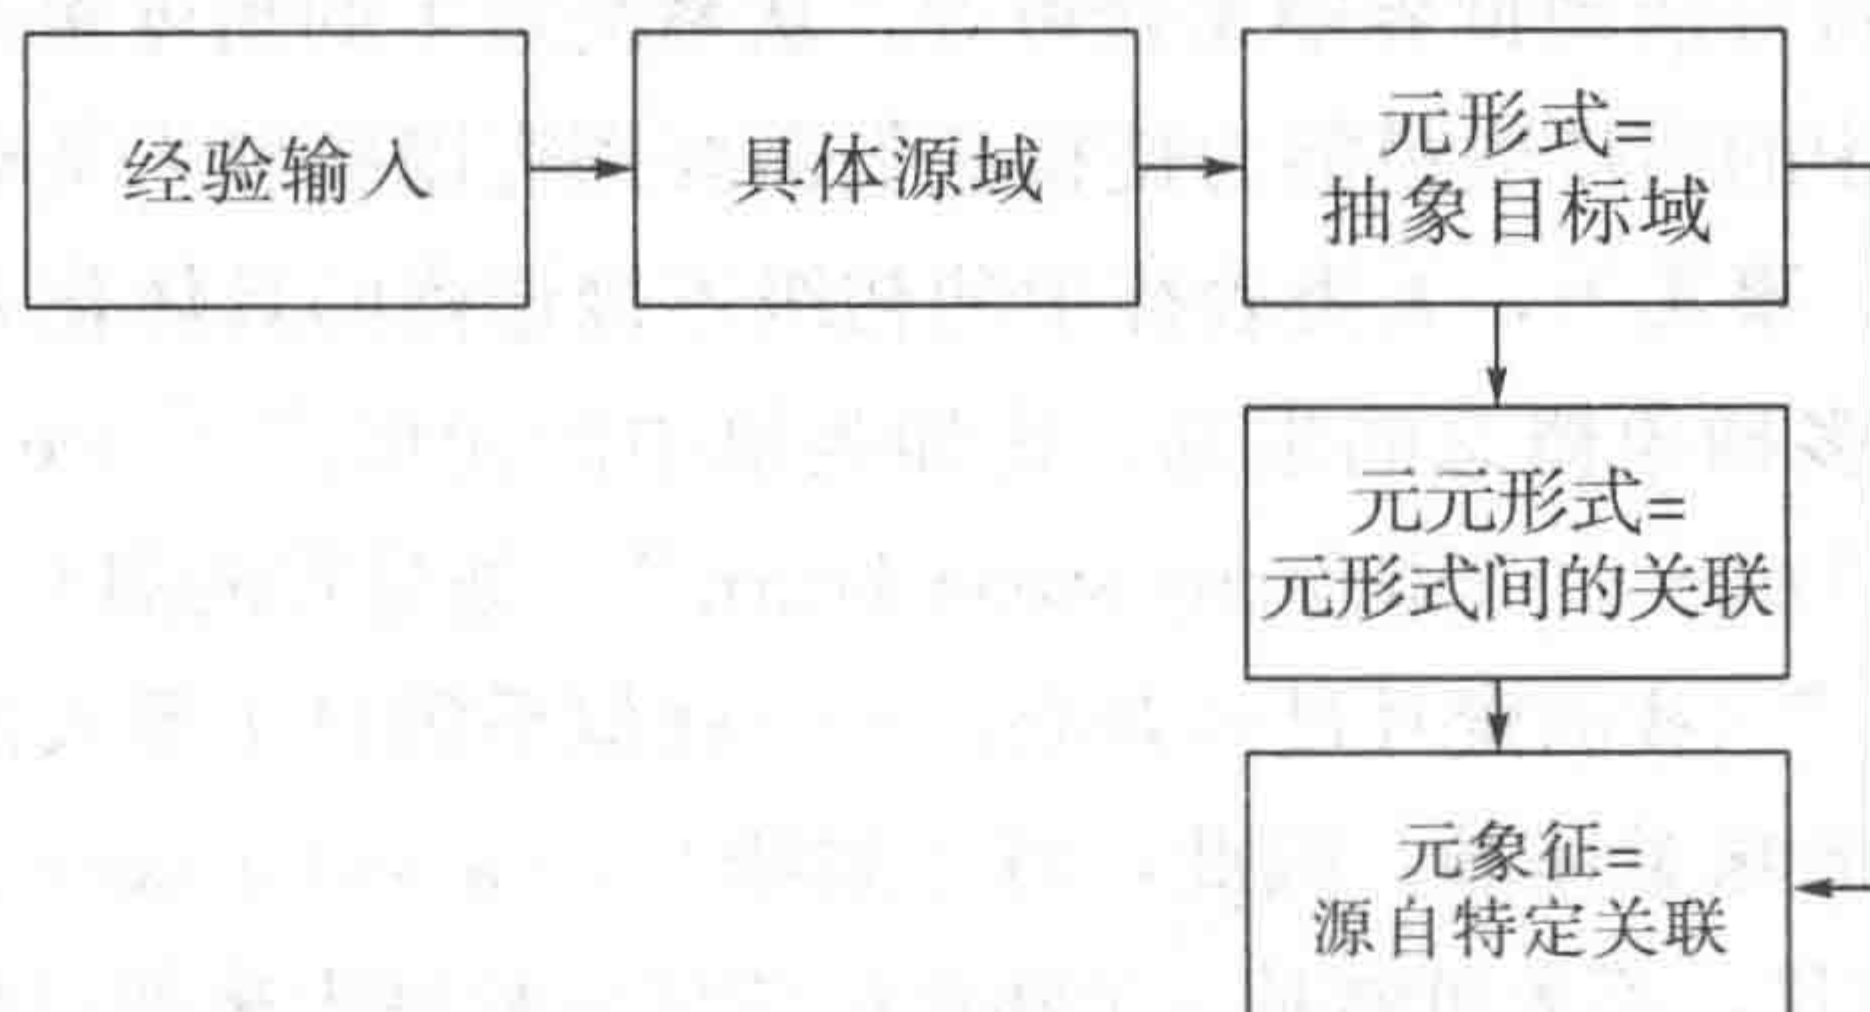 经验输入
具体源域
元形式=
抽象目标域
元元形式=
元形式间的关联
元象征=
源自特定关联